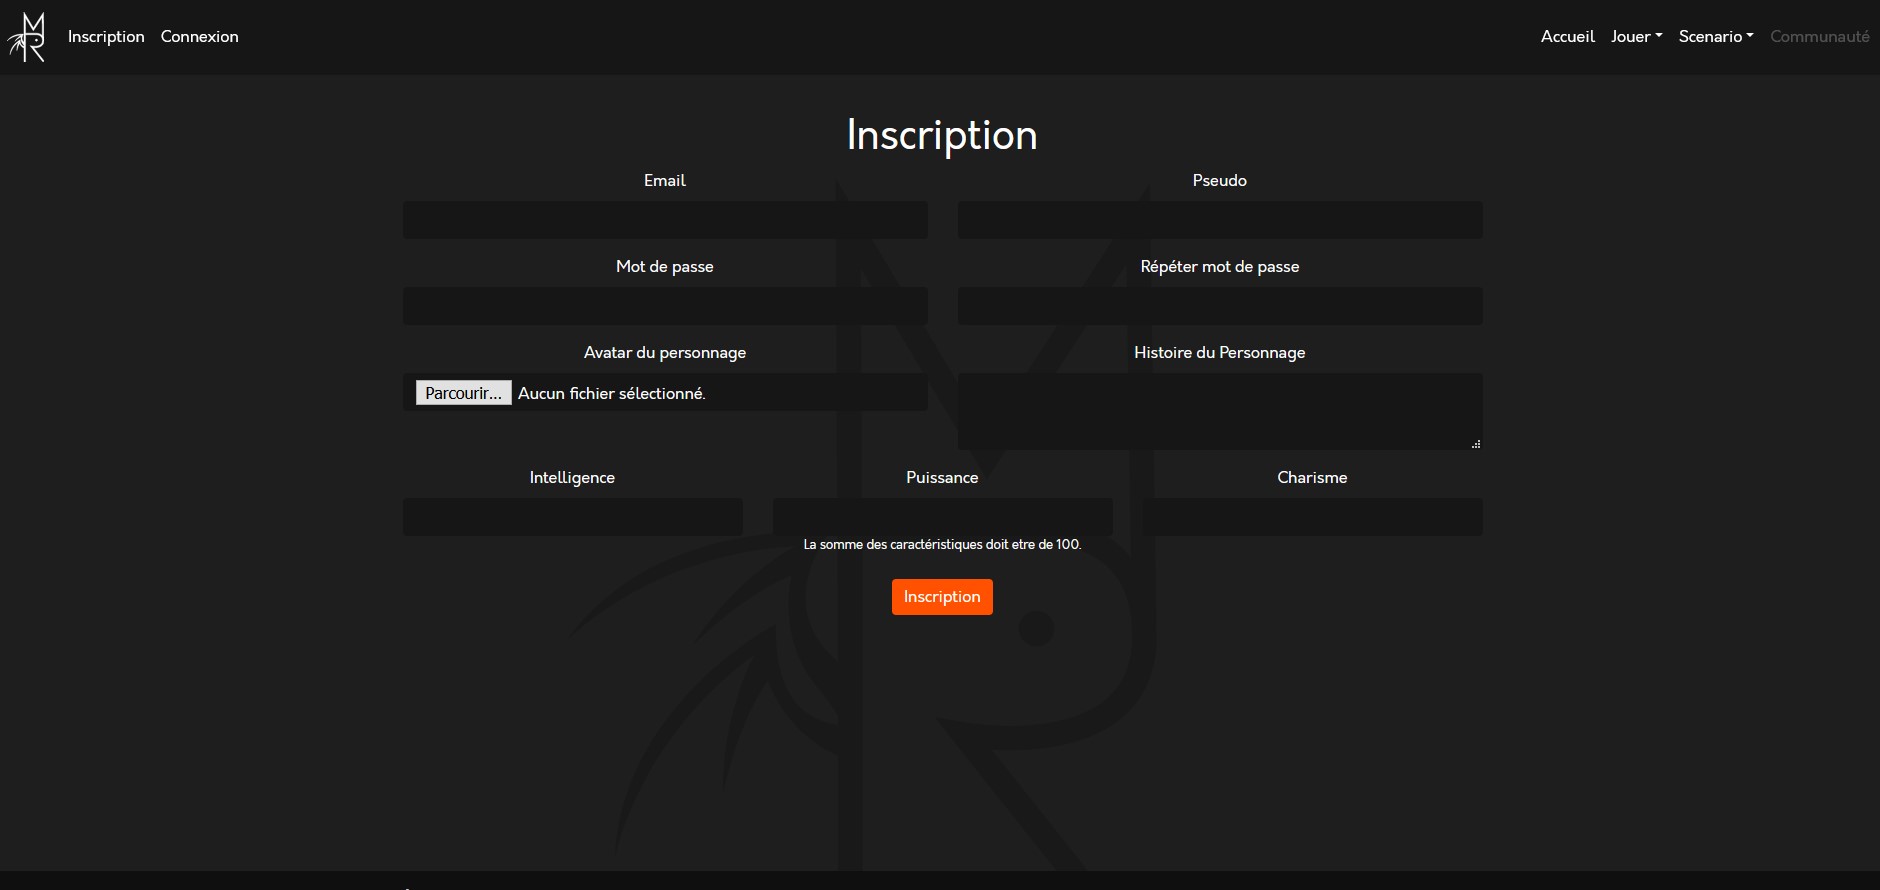 Inscription Connexion Accueil Jouer Scenario Communauté
Inscription
Email Pseudo
Mot de passe Répéter mot de passe
Avatar du personnage Histoire du Personnage
Parcourir... Aucun fichier sélectionné.
Intelligence Puissance Charisme
La somme des caractéristiques doit etre de 100.
Inscription